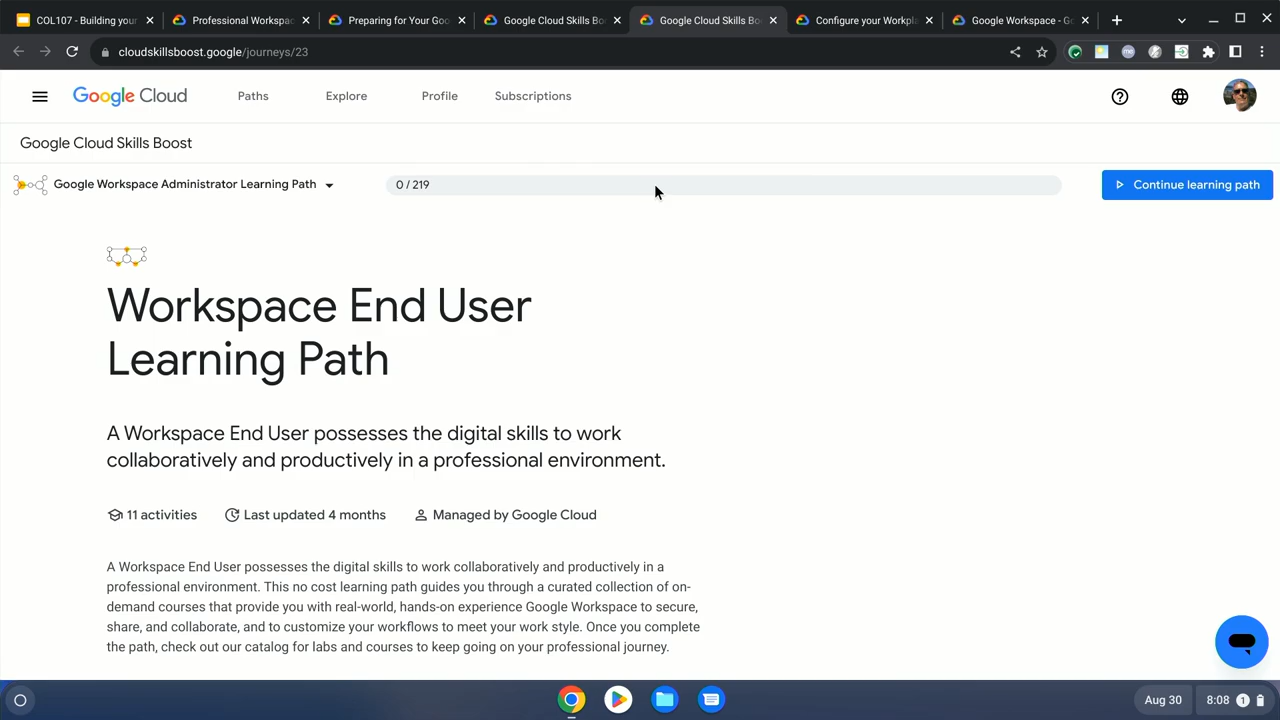 COL107 - Building your
Professional Workspac
Preparing for Your Goo
Google Cloud Skills Boo
Google Cloud Skills Boo
Configure your Workpla
Google Workspace - Go
cloudskillsboost.google/journeys/23
Google Cloud
Paths
Explore
Profile
Subscriptions
Google Cloud Skills Boost
Google Workspace Administrator Learning Path
0 / 219
Continue learning path
Workspace End User
Learning Path
A Workspace End User possesses the digital skills to work
collaboratively and productively in a professional environment.
11 activities
Last updated 4 months
Managed by Google Cloud
A Workspace End User possesses the digital skills to work collaboratively and productively in a
professional environment. This no cost learning path guides you through a curated collection of on-
demand courses that provide you with real-world, hands-on experience Google Workspace to secure,
share, and collaborate, and to customize your workflows to meet your work style. Once you complete
the path, check out our catalog for labs and courses to keep going on your professional journey.
Aug 30
8:08
1